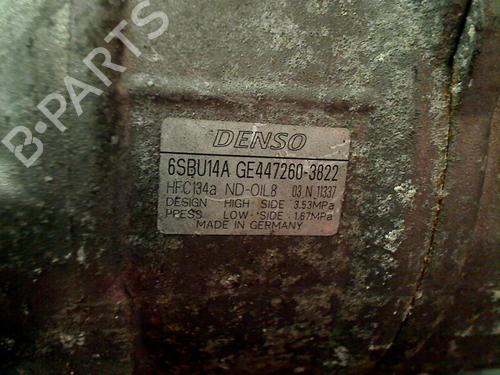 B-PARTS
DENSO
6SBU14A GE447260-3822
HFC134a ND-OIL8 03 N 11337
DESIGN HIGH SIDE 3.53MPa
PRESS LOW SIDE 1.67MPa
MADE IN GERMANY